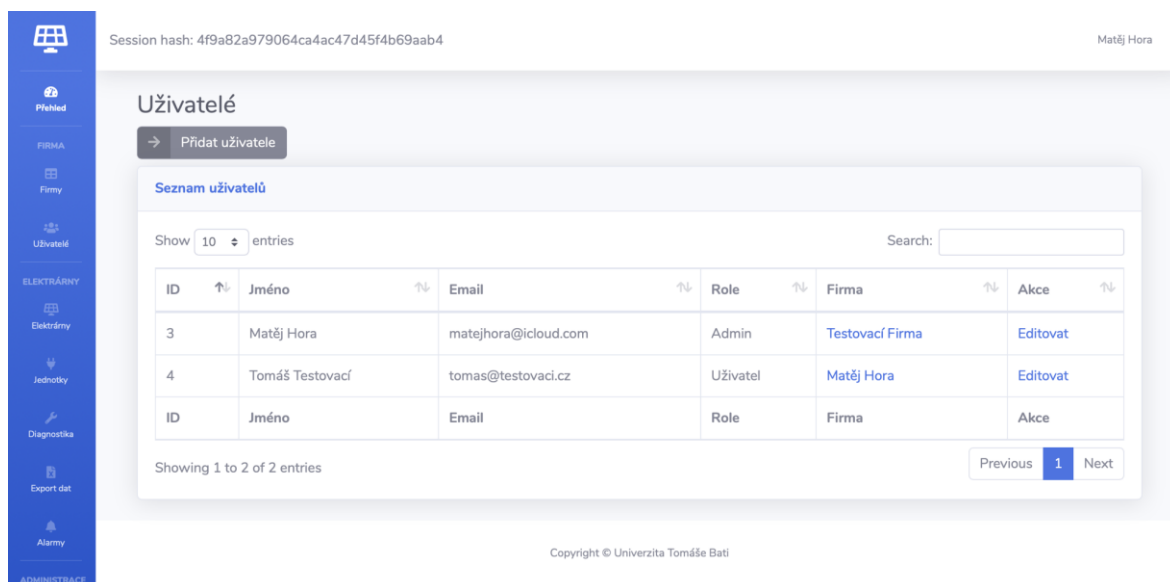 Session hash: 4f9a82a979064ca4ac47d45f4b69aab4
Matěj Hora
Přehled
FIRMA
Firmy
Uživatelé
ELEKTRÁRNY
Elektrárny
Jednotky
Diagnostika
Export dat
Alarmy
ADMINISTRACE
Uživatelé
Přidat uživatele
Seznam uživatelů
Show 10 entries
Search:
ID Jméno Email Role Firma Akce
3 Matěj Hora matejhora@icloud.com Admin Testovací Firma Editovat
4 Tomáš Testovací tomas@testovaci.cz Uživatel Matěj Hora Editovat
ID Jméno Email Role Firma Akce
Showing 1 to 2 of 2 entries
Previous 1 Next
Copyright © Univerzita Tomáše Bati